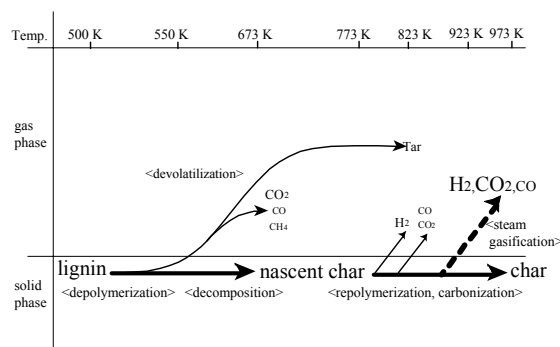 Temp. 500 K 550 K 673 K 773 K 823 K 923 K 973 K
gas
phase
Tar
<devolatilization>
CO2
CO
CH4
H2
CO
CO2
H2,CO2,CO
<steam
gasification>
lignin nascent char char
solid
phase
<depolymerization> <decomposition> <repolymerization, carbonization>